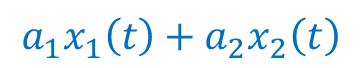 a₁x₁(t) + a₂x₂(t)